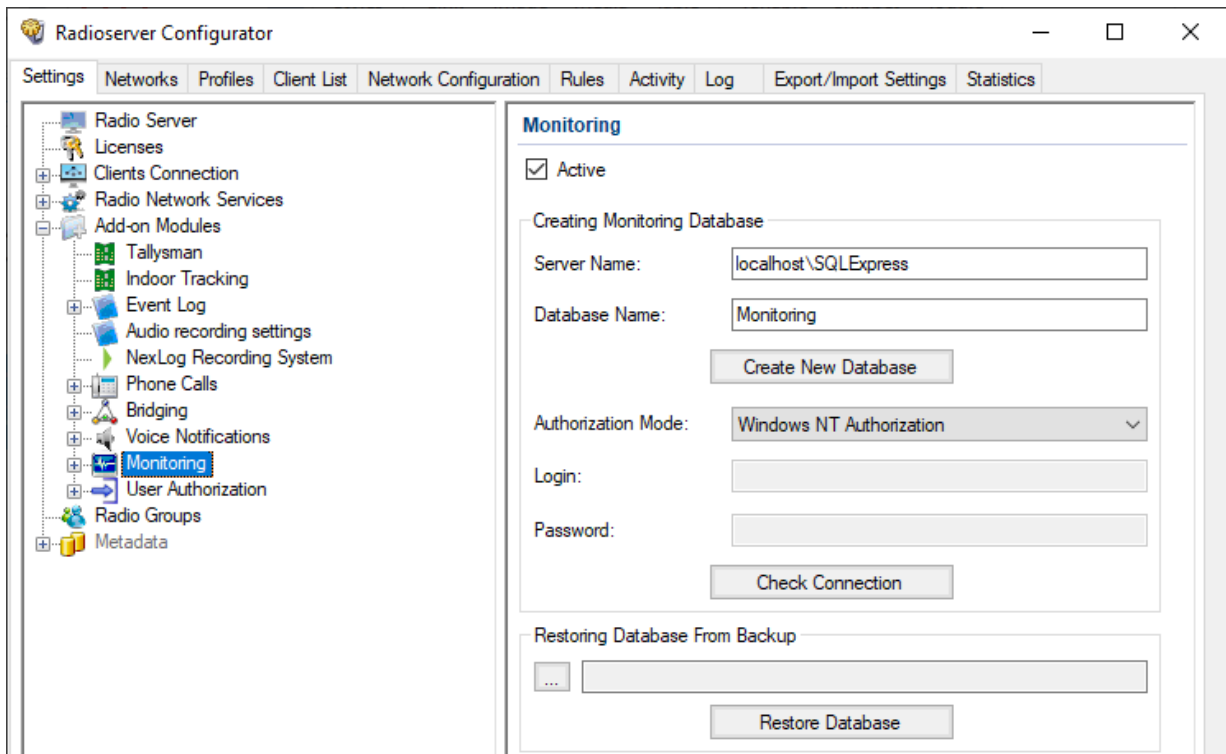 Radioserver Configurator
Settings Networks Profiles Client List Network Configuration Rules Activity Log Export/Import Settings Statistics
Radio Server
Licenses
Clients Connection
Radio Network Services
Add-on Modules
Tallysman
Indoor Tracking
Event Log
Audio recording settings
NexLog Recording System
Phone Calls
Bridging
Voice Notifications
Monitoring
User Authorization
Radio Groups
Metadata
Monitoring
Active
Creating Monitoring Database
Server Name: localhost\SQLExpress
Database Name: Monitoring
Create New Database
Authorization Mode: Windows NT Authorization
Login:
Password:
Check Connection
Restoring Database From Backup
...
Restore Database